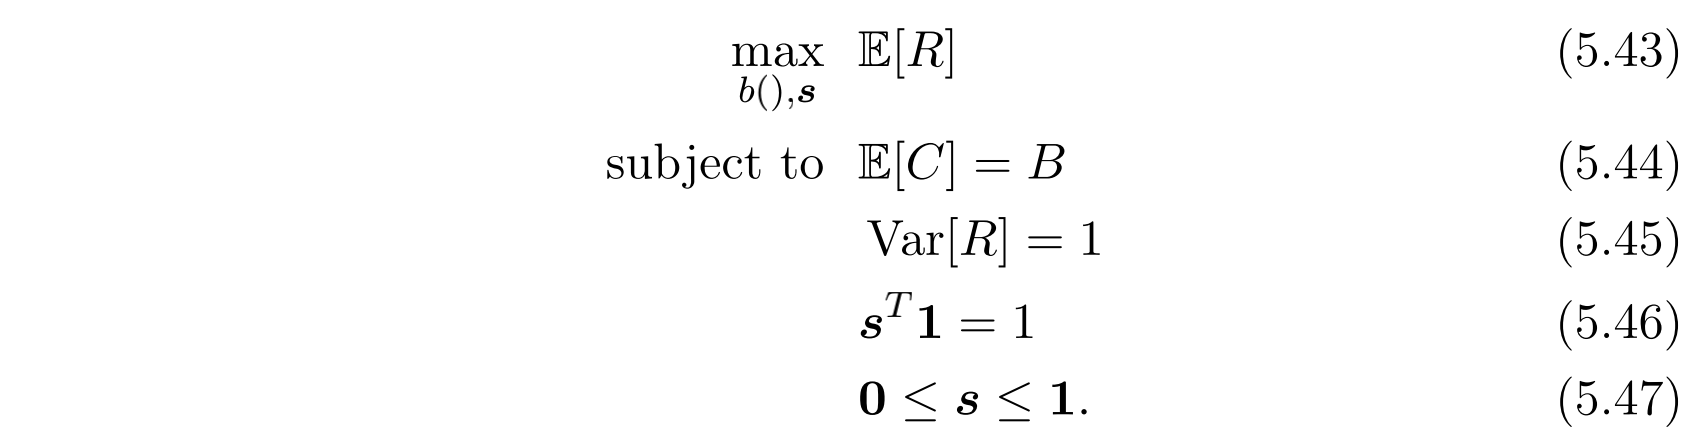 max 𝔼[R] (5.43)
b(),s
subject to 𝔼[C] = B (5.44)
Var[R] = 1 (5.45)
s^T 1 = 1 (5.46)
0 ≤ s ≤ 1. (5.47)